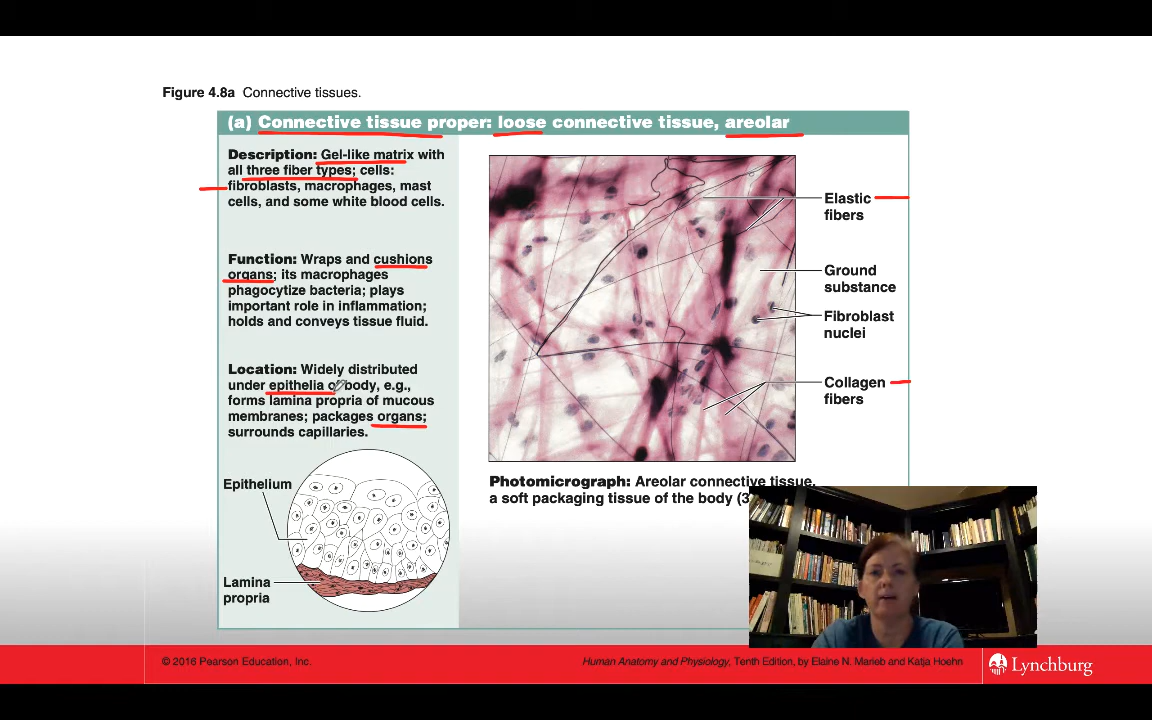 Figure 4.8a Connective tissues.
(a) Connective tissue proper: loose connective tissue, areolar
Description: Gel-like matrix with
all three fiber types; cells:
fibroblasts, macrophages, mast
cells, and some white blood cells.
Function: Wraps and cushions
organs; its macrophages
phagocytize bacteria; plays
important role in inflammation;
holds and conveys tissue fluid.
Location: Widely distributed
under epithelia body, e.g.,
forms lamina propria of mucous
membranes; packages organs;
surrounds capillaries.
Epithelium
Lamina
propria
Elastic
fibers
Ground
substance
Fibroblast
nuclei
Collagen
fibers
Photomicrograph: Areolar connective tissue,
a soft packaging tissue of the body (3
© 2016 Pearson Education, Inc.
Human Anatomy and Physiology, Tenth Edition, by Elaine N. Marieb and Katja Hoehn
Lynchburg